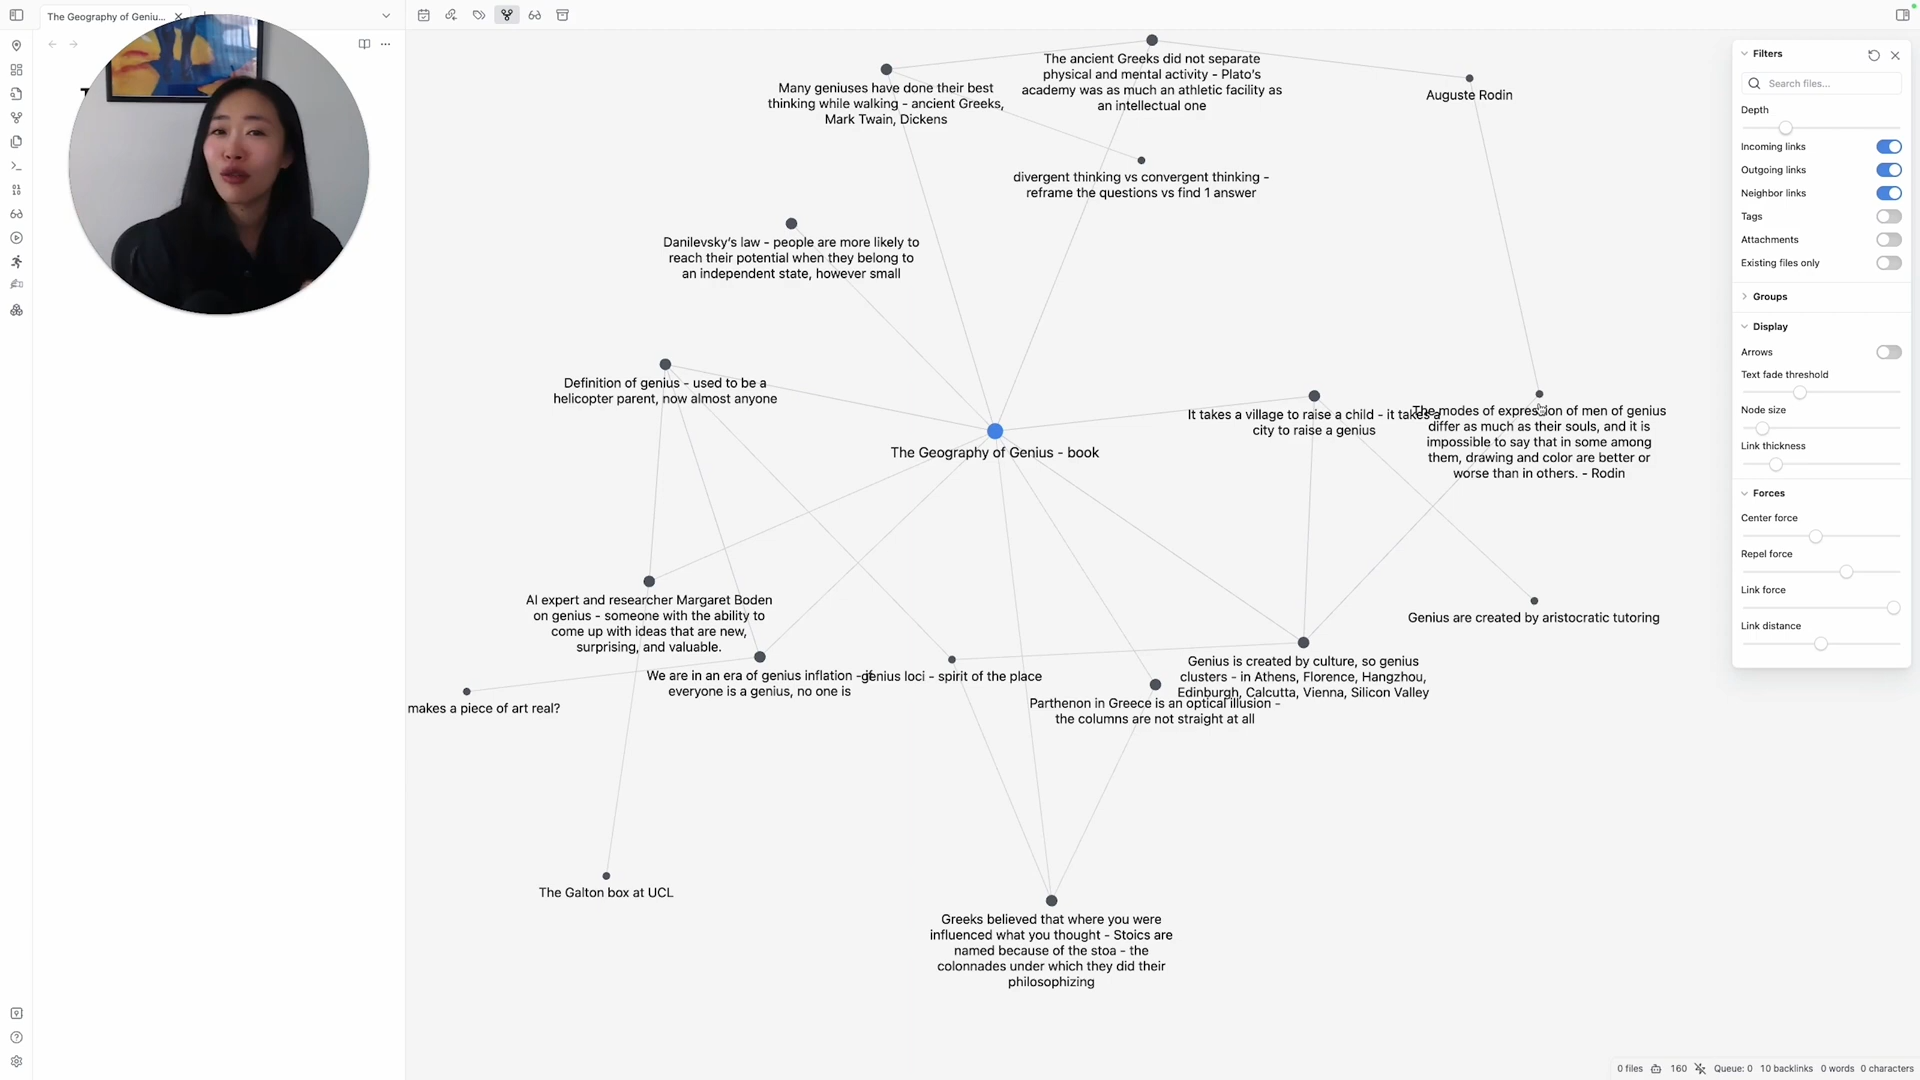 The Geography of Geniu...
Many geniuses have done their best
thinking while walking - ancient Greeks,
Mark Twain, Dickens
The ancient Greeks did not separate
physical and mental activity - Plato's
academy was as much an athletic facility as
an intellectual one
Auguste Rodin
divergent thinking vs convergent thinking -
reframe the questions vs find 1 answer
Danilevsky's law - people are more likely to
reach their potential when they belong to
an independent state, however small
Definition of genius - used to be a
helicopter parent, now almost anyone
The Geography of Genius - book
It takes a village to raise a child - it takes a
city to raise a genius
The modes of expression of men of genius
differ as much as their souls, and it is
impossible to say that in some among
them, drawing and color are better or
worse than in others. - Rodin
AI expert and researcher Margaret Boden
on genius - someone with the ability to
come up with ideas that are new,
surprising, and valuable.
We are in an era of genius inflation - if
everyone is a genius, no one is
genius loci - spirit of the place
Genius are created by aristocratic tutoring
Genius is created by culture, so genius
clusters - in Athens, Florence, Hangzhou,
Edinburgh, Calcutta, Vienna, Silicon Valley
Parthenon in Greece is an optical illusion -
the columns are not straight at all
makes a piece of art real?
The Galton box at UCL
Greeks believed that where you were
influenced what you thought - Stoics are
named because of the stoa - the
colonnades under which they did their
philosophizing
Filters
Search files...
Depth
Incoming links
Outgoing links
Neighbor links
Tags
Attachments
Existing files only
Groups
Display
Arrows
Text fade threshold
Node size
Link thickness
Forces
Center force
Repel force
Link force
Link distance
0 files 160 Queue: 0 10 backlinks 0 words 0 characters